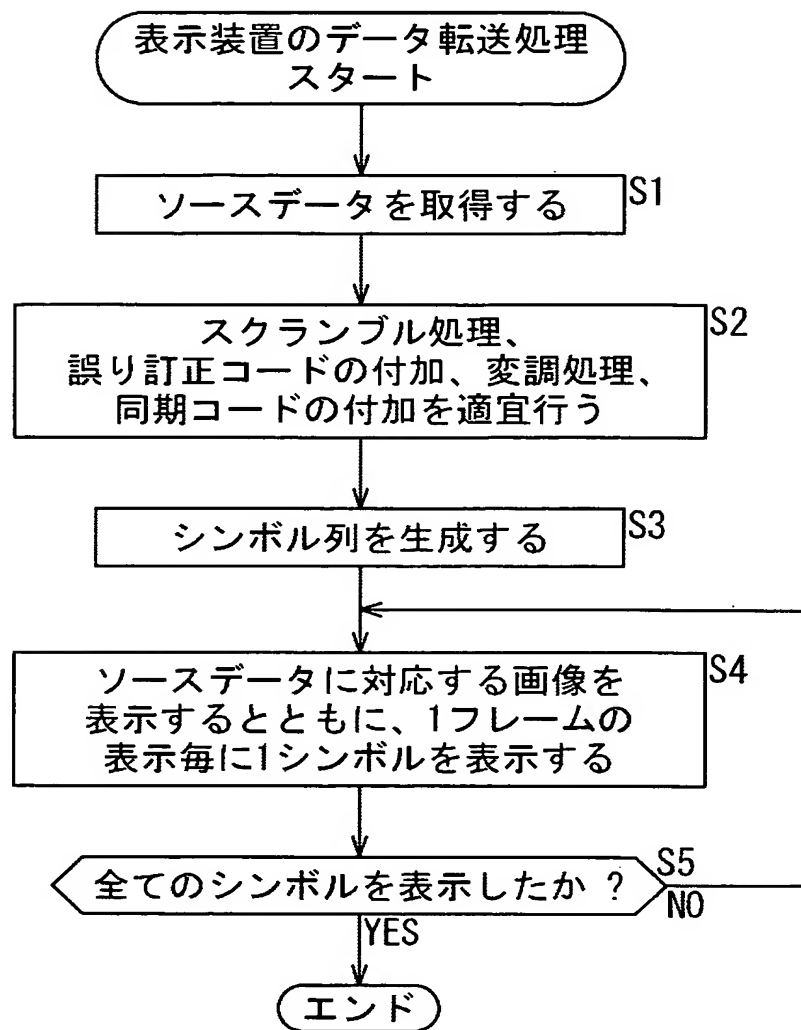 表示装置のデータ転送処理
スタート
ソースデータを取得する
S1
スクランブル処理、
誤り訂正コードの付加、変調処理、
同期コードの付加を適宜行う
S2
シンボル列を生成する
S3
ソースデータに対応する画像を
表示するとともに、1フレームの
表示毎に1シンボルを表示する
S4
全てのシンボルを表示したか ?
S5
NO
YES
エンド